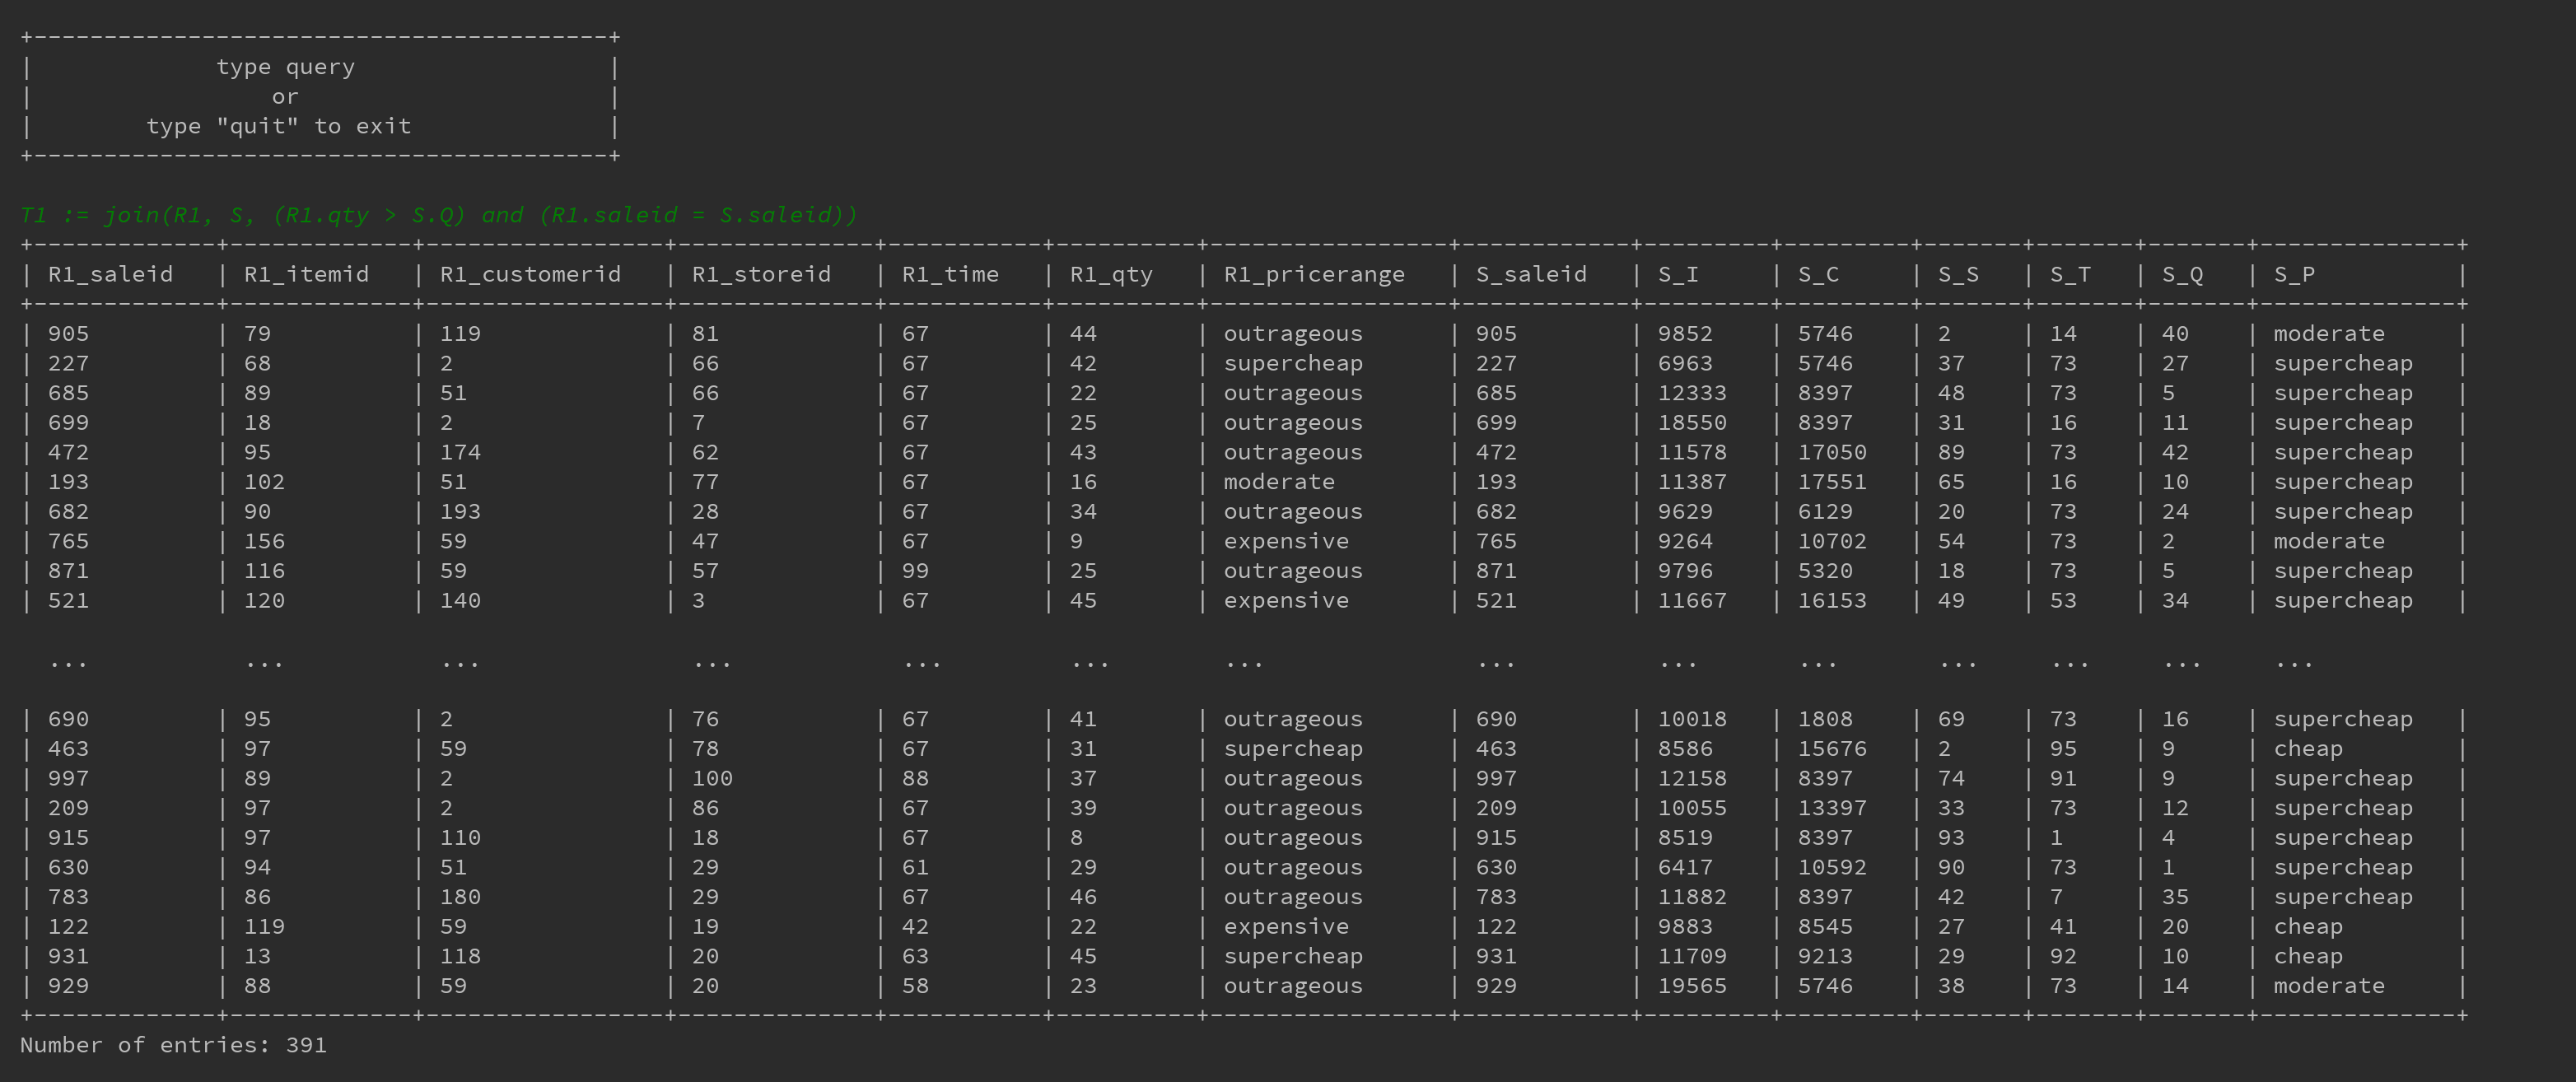 +-----------------------------------------+
|             type query                  |
|                 or                      |
|        type "quit" to exit              |
+-----------------------------------------+
T1 := join(R1, S, (R1.qty > S.Q) and (R1.saleid = S.saleid))
+-------------+-------------+-----------------+--------------+-----------+----------+-----------------+------------+---------+---------+-------+-------+-------+--------------+
| R1_saleid | R1_itemid | R1_customerid | R1_storeid | R1_time | R1_qty | R1_pricerange | S_saleid | S_I | S_C | S_S | S_T | S_Q | S_P |
+-------------+-------------+-----------------+--------------+-----------+----------+-----------------+------------+---------+---------+-------+-------+-------+--------------+
| 905 | 79 | 119 | 81 | 67 | 44 | outrageous | 905 | 9852 | 5746 | 2 | 14 | 40 | moderate |
| 227 | 68 | 2 | 66 | 67 | 42 | supercheap | 227 | 6963 | 5746 | 37 | 73 | 27 | supercheap |
| 685 | 89 | 51 | 66 | 67 | 22 | outrageous | 685 | 12333 | 8397 | 48 | 73 | 5 | supercheap |
| 699 | 18 | 2 | 7 | 67 | 25 | outrageous | 699 | 18550 | 8397 | 31 | 16 | 11 | supercheap |
| 472 | 95 | 174 | 62 | 67 | 43 | outrageous | 472 | 11578 | 17050 | 89 | 73 | 42 | supercheap |
| 193 | 102 | 51 | 77 | 67 | 16 | moderate | 193 | 11387 | 17551 | 65 | 16 | 10 | supercheap |
| 682 | 90 | 193 | 28 | 67 | 34 | outrageous | 682 | 9629 | 6129 | 20 | 73 | 24 | supercheap |
| 765 | 156 | 59 | 47 | 67 | 9 | expensive | 765 | 9264 | 10702 | 54 | 73 | 2 | moderate |
| 871 | 116 | 59 | 57 | 99 | 25 | outrageous | 871 | 9796 | 5320 | 18 | 73 | 5 | supercheap |
| 521 | 120 | 140 | 3 | 67 | 45 | expensive | 521 | 11667 | 16153 | 49 | 53 | 34 | supercheap |
... ... ... ... ... ... ... ... ... ... ... ... ... ...
| 690 | 95 | 2 | 76 | 67 | 41 | outrageous | 690 | 10018 | 1808 | 69 | 73 | 16 | supercheap |
| 463 | 97 | 59 | 78 | 67 | 31 | supercheap | 463 | 8586 | 15676 | 2 | 95 | 9 | cheap |
| 997 | 89 | 2 | 100 | 88 | 37 | outrageous | 997 | 12158 | 8397 | 74 | 91 | 9 | supercheap |
| 209 | 97 | 2 | 86 | 67 | 39 | outrageous | 209 | 10055 | 13397 | 33 | 73 | 12 | supercheap |
| 915 | 97 | 110 | 18 | 67 | 8 | outrageous | 915 | 8519 | 8397 | 93 | 1 | 4 | supercheap |
| 630 | 94 | 51 | 29 | 61 | 29 | outrageous | 630 | 6417 | 10592 | 90 | 73 | 1 | supercheap |
| 783 | 86 | 180 | 29 | 67 | 46 | outrageous | 783 | 11882 | 8397 | 42 | 7 | 35 | supercheap |
| 122 | 119 | 59 | 19 | 42 | 22 | expensive | 122 | 9883 | 8545 | 27 | 41 | 20 | cheap |
| 931 | 13 | 118 | 20 | 63 | 45 | supercheap | 931 | 11709 | 9213 | 29 | 92 | 10 | cheap |
| 929 | 88 | 59 | 20 | 58 | 23 | outrageous | 929 | 19565 | 5746 | 38 | 73 | 14 | moderate |
+-------------+-------------+-----------------+--------------+-----------+----------+-----------------+------------+---------+---------+-------+-------+-------+--------------+
Number of entries: 391